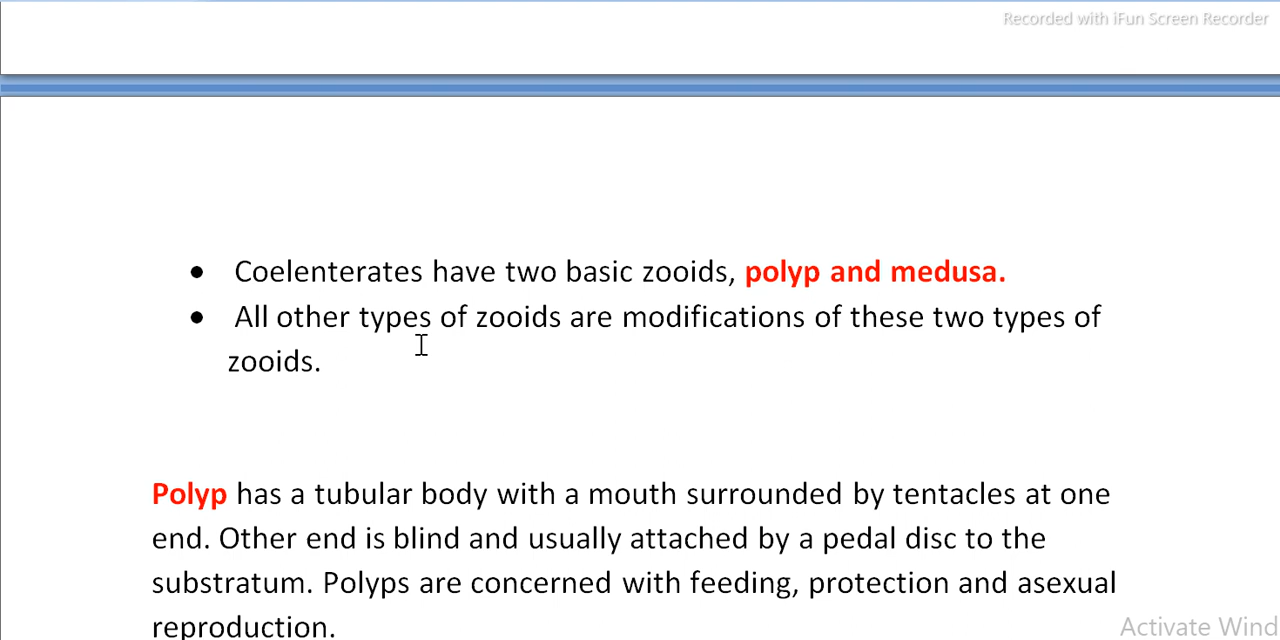 Recorded with iFun Screen Recorder
• Coelenterates have two basic zooids, polyp and medusa.
• All other types of zooids are modifications of these two types of
zooids.
Polyp has a tubular body with a mouth surrounded by tentacles at one
end. Other end is blind and usually attached by a pedal disc to the
substratum. Polyps are concerned with feeding, protection and asexual
reproduction.
Activate Wind